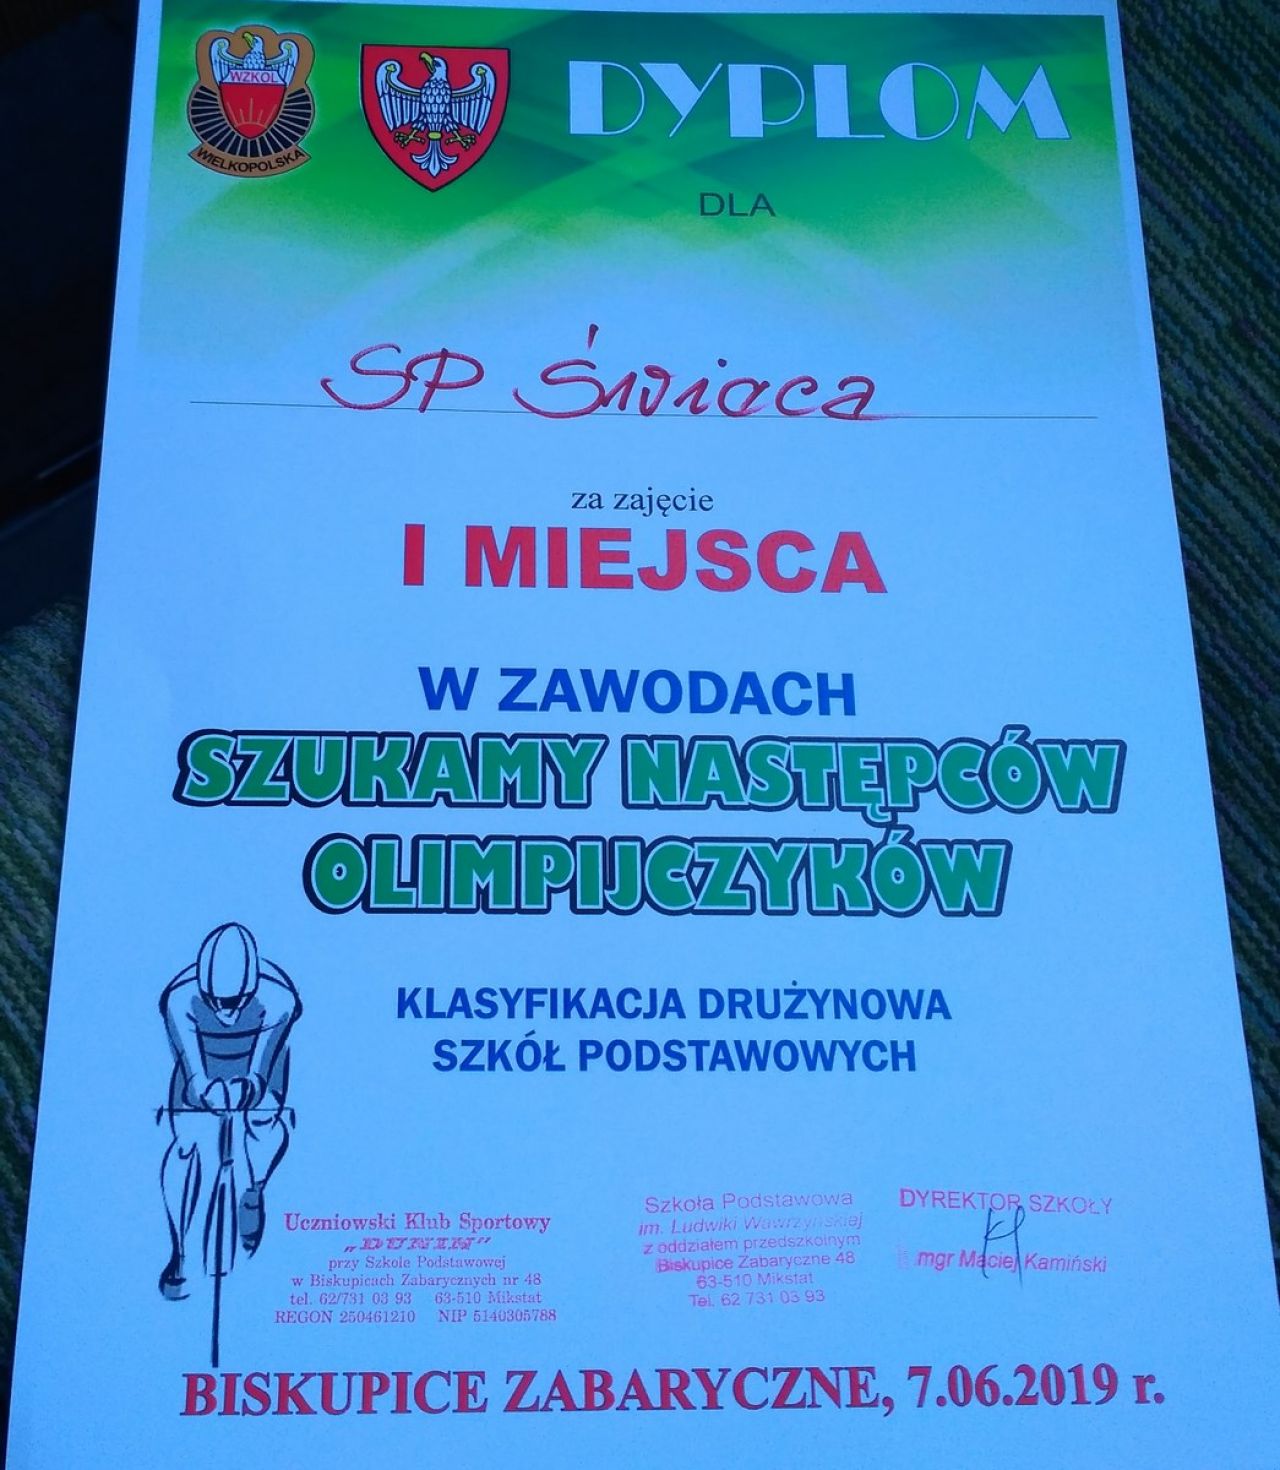 WZKOL
WIELKOPOLSKA
DYPLOM
DLA
SP Świąca
za zajęcie
I MIEJSCA
W ZAWODACH
SZUKAMY NASTĘPCÓW
OLIMPIJCZYKÓW
KLASYFIKACJA DRUŻYNOWA
SZKÓŁ PODSTAWOWYCH
Uczniowski Klub Sportowy
„DUNIN”
przy Szkole Podstawowej
w Biskupicach Zabarycznych nr 48
tel. 62/731 03 93 63-510 Mikstat
REGON 250461210 NIP 5140305788
Szkoła Podstawowa
im. Ludwiki Wawrzyńskiej
z oddziałem przedszkolnym
Biskupice Zabaryczne 48
63-510 Mikstat
Tel. 62 731 03 93
DYREKTOR SZKOŁY
mgr Maciej Kamiński
BISKUPICE ZABARYCZNE, 7.06.2019 r.